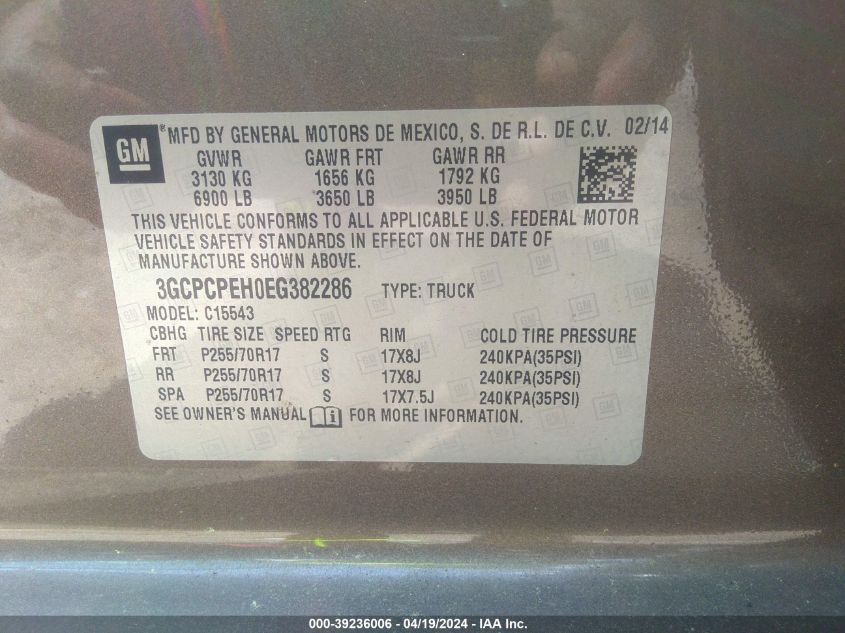 GM ® MFD BY GENERAL MOTORS DE MEXICO, S. DE R.L. DE C.V. 02/14
GVWR GAWR FRT GAWR RR
3130 KG 1656 KG 1792 KG
6900 LB 3650 LB 3950 LB
THIS VEHICLE CONFORMS TO ALL APPLICABLE U.S. FEDERAL MOTOR
VEHICLE SAFETY STANDARDS IN EFFECT ON THE DATE OF
MANUFACTURE SHOWN ABOVE.
3GCPCPEH0EG382286 TYPE: TRUCK
MODEL: C15543
CBHG TIRE SIZE SPEED RTG RIM COLD TIRE PRESSURE
FRT P255/70R17 S 17X8J 240KPA(35PSI)
RR P255/70R17 S 17X8J 240KPA(35PSI)
SPA P255/70R17 S 17X7.5J 240KPA(35PSI)
SEE OWNER'S MANUAL i FOR MORE INFORMATION.
000-39236006 - 04/19/2024 - IAA Inc.